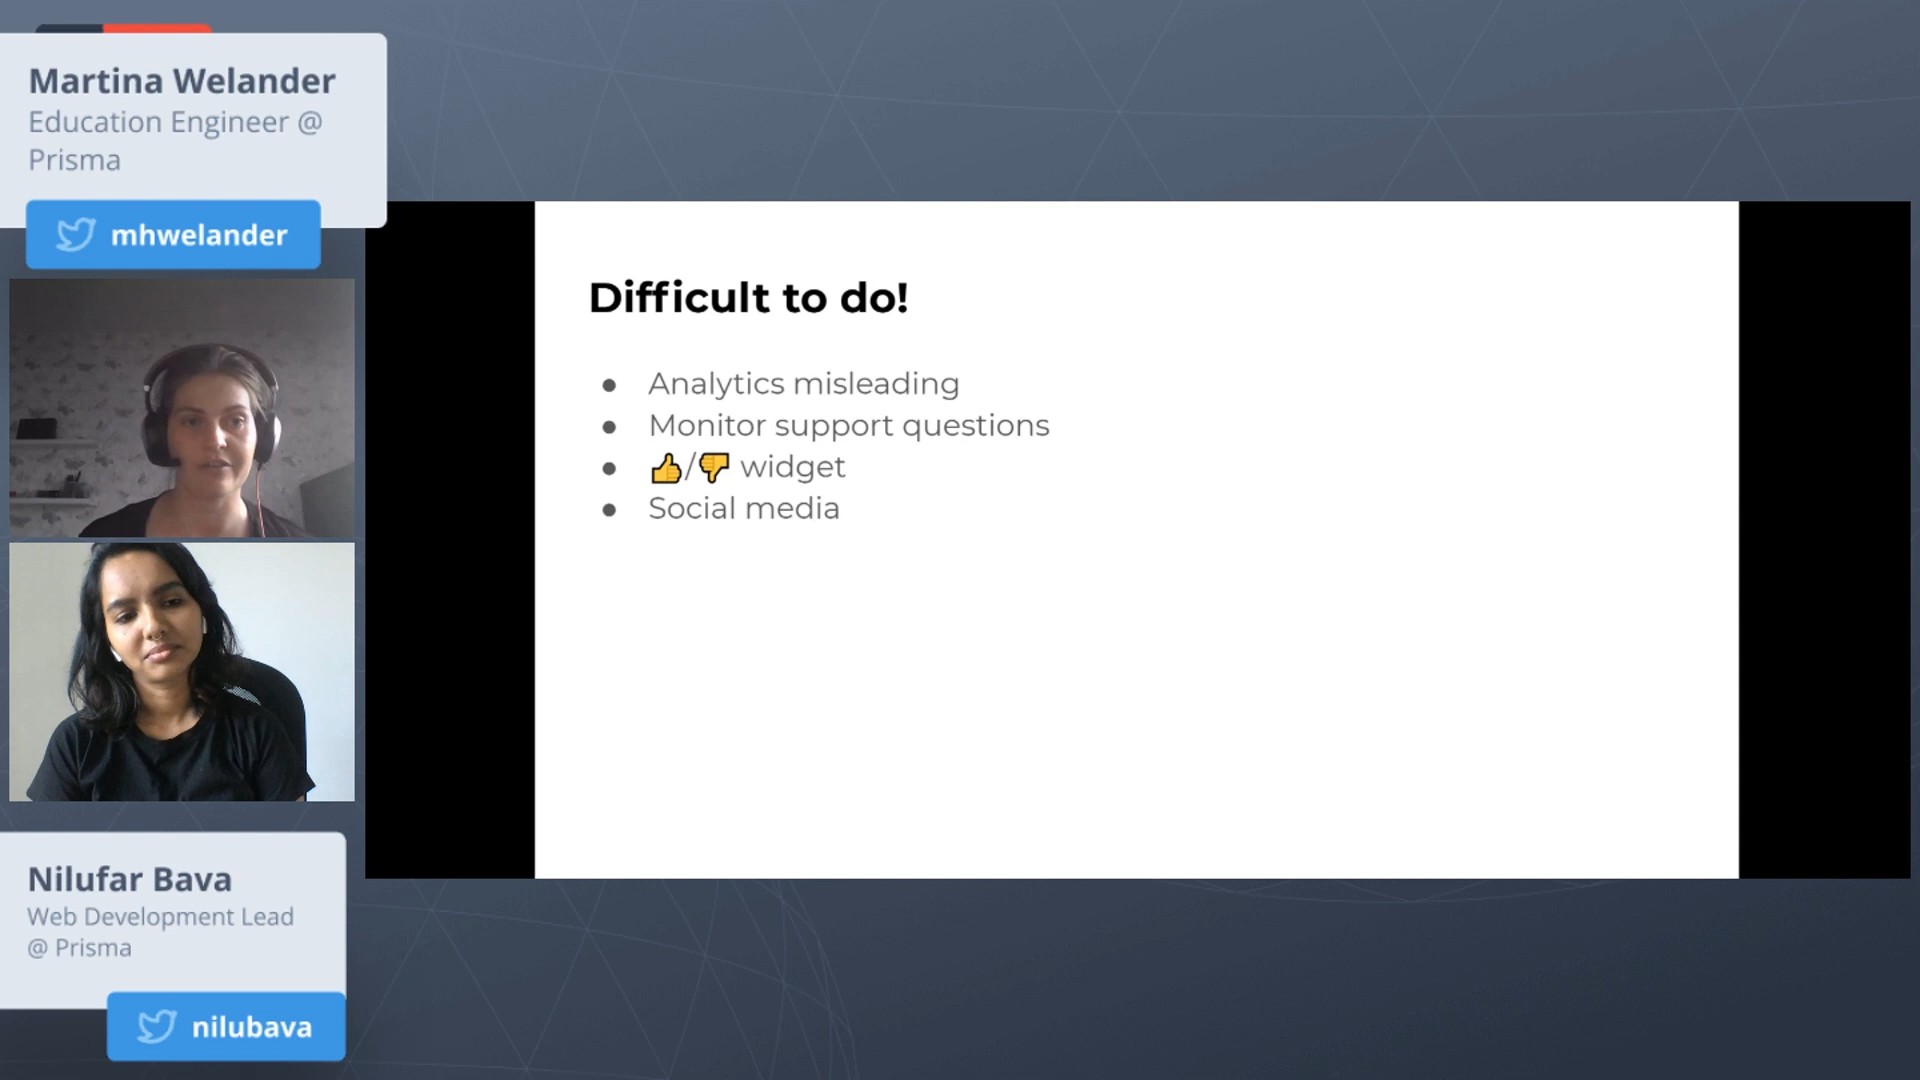 Martina Welander
Education Engineer @
Prisma
mhwelander
Difficult to do!
● Analytics misleading
● Monitor support questions
● 👍/👎 widget
● Social media
Nilufar Bava
Web Development Lead
@ Prisma
nilubava